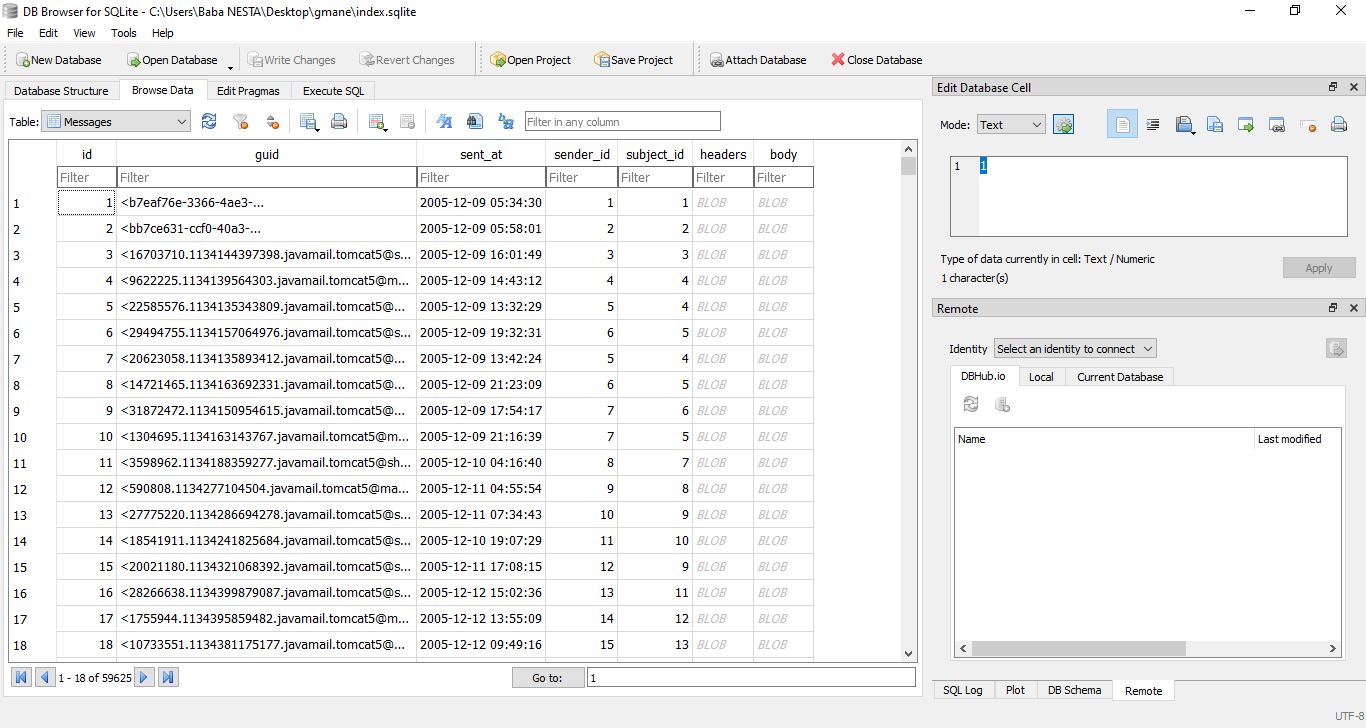 DB Browser for SQLite - C:\Users\Baba NESTA\Desktop\gmane\index.sqlite
File Edit View Tools Help
New Database Open Database Write Changes Revert Changes Open Project Save Project Attach Database Close Database
Database Structure Browse Data Edit Pragmas Execute SQL
Table: Messages Filter in any column
id guid sent_at sender_id subject_id headers body
Filter Filter Filter Filter Filter Filter Filter
1 1 <b7eaf76e-3366-4ae3-... 2005-12-09 05:34:30 1 1 BLOB BLOB
2 2 <bb7ce631-ccf0-40a3-... 2005-12-09 05:58:01 2 2 BLOB BLOB
3 3 <16703710.1134144397398.javamail.tomcat5@s... 2005-12-09 16:01:49 3 3 BLOB BLOB
4 4 <9622225.1134139564303.javamail.tomcat5@m... 2005-12-09 14:43:12 4 4 BLOB BLOB
5 5 <22585576.1134135343809.javamail.tomcat5@... 2005-12-09 13:32:29 5 4 BLOB BLOB
6 6 <29494755.1134157064976.javamail.tomcat5@s... 2005-12-09 19:32:31 6 5 BLOB BLOB
7 7 <20623058.1134135893412.javamail.tomcat5@... 2005-12-09 13:42:24 5 4 BLOB BLOB
8 8 <14721465.1134163692331.javamail.tomcat5@... 2005-12-09 21:23:09 6 5 BLOB BLOB
9 9 <31872472.1134150954615.javamail.tomcat5@... 2005-12-09 17:54:17 7 6 BLOB BLOB
10 10 <1304695.1134163143767.javamail.tomcat5@m... 2005-12-09 21:16:39 7 5 BLOB BLOB
11 11 <3598962.1134188359277.javamail.tomcat5@sh... 2005-12-10 04:16:40 8 7 BLOB BLOB
12 12 <590808.1134277104504.javamail.tomcat5@ma... 2005-12-11 04:55:54 9 8 BLOB BLOB
13 13 <27775220.1134286694278.javamail.tomcat5@s... 2005-12-11 07:34:43 10 9 BLOB BLOB
14 14 <18541911.1134241825684.javamail.tomcat5@s... 2005-12-10 19:07:29 11 10 BLOB BLOB
15 15 <20021180.1134321068392.javamail.tomcat5@s... 2005-12-11 17:08:15 12 9 BLOB BLOB
16 16 <28266638.1134399879087.javamail.tomcat5@s... 2005-12-12 15:02:36 13 11 BLOB BLOB
17 17 <1755944.1134395859482.javamail.tomcat5@m... 2005-12-12 13:55:09 14 12 BLOB BLOB
18 18 <10733551.1134381175177.javamail.tomcat5@... 2005-12-12 09:49:16 15 13 BLOB BLOB
1 - 18 of 59625 Go to: 1
Edit Database Cell
Mode: Text
1 1
Type of data currently in cell: Text / Numeric
1 character(s)
Apply
Remote
Identity Select an identity to connect
DBHub.io Local Current Database
Name Last modified
SQL Log Plot DB Schema Remote
UTF-8